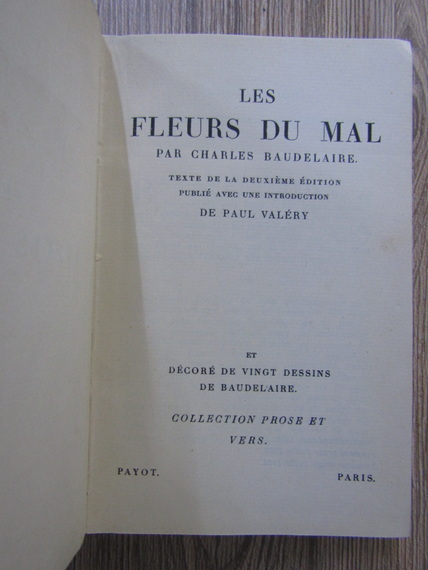 LES
FLEURS DU MAL
PAR CHARLES BAUDELAIRE.
TEXTE DE LA DEUXIÈME ÉDITION
PUBLIÉ AVEC UNE INTRODUCTION
DE PAUL VALÉRY
ET
DÉCORÉ DE VINGT DESSINS
DE BAUDELAIRE.
COLLECTION PROSE ET
VERS.
PAYOT. PARIS.